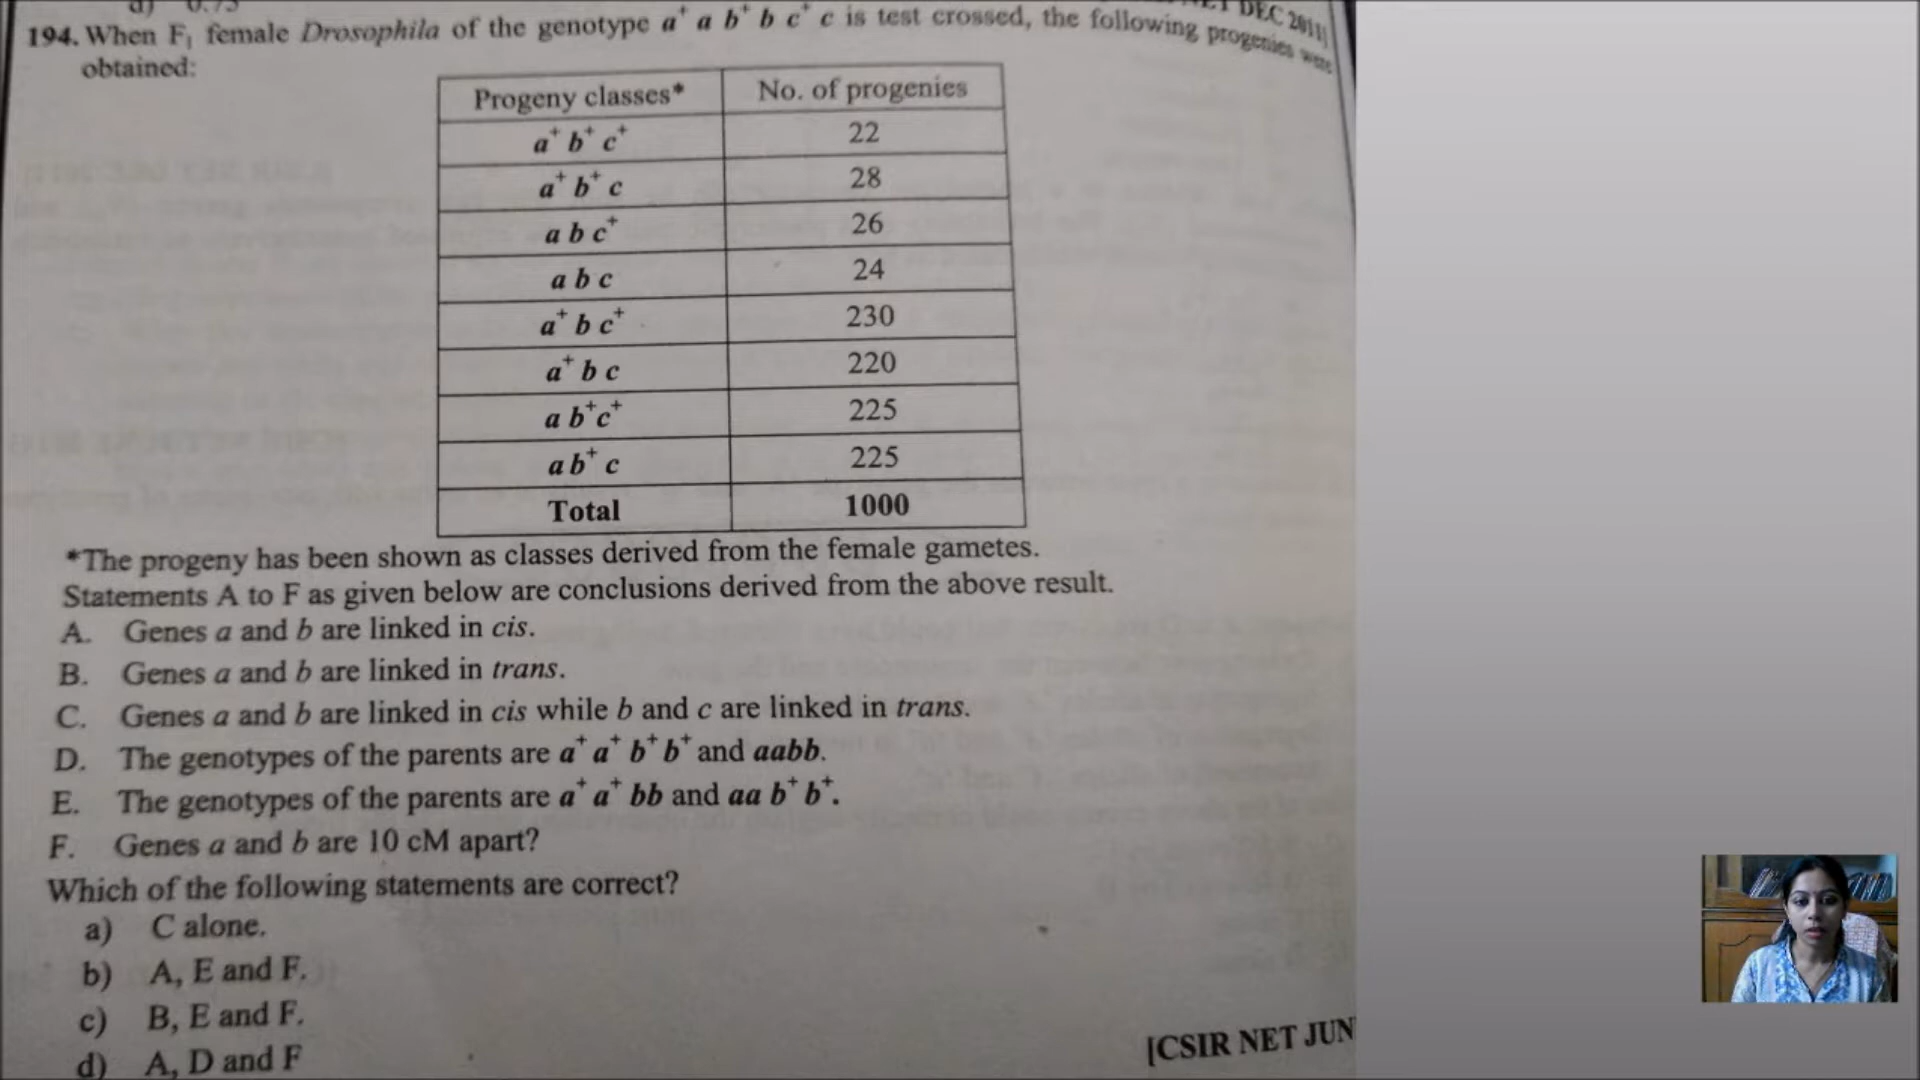 d) 0.75
DEC 2011]
194. When F₁ female Drosophila of the genotype a⁺ a b⁺ b c⁺ c is test crossed, the following progenies were
obtained:
Progeny classes* No. of progenies
a⁺ b⁺ c⁺ 22
a⁺ b⁺ c 28
a b c⁺ 26
a b c 24
a⁺ b c⁺ 230
a⁺ b c 220
a b⁺c⁺ 225
a b⁺ c 225
Total 1000
*The progeny has been shown as classes derived from the female gametes.
Statements A to F as given below are conclusions derived from the above result.
A. Genes a and b are linked in cis.
B. Genes a and b are linked in trans.
C. Genes a and b are linked in cis while b and c are linked in trans.
D. The genotypes of the parents are a⁺ a⁺ b⁺ b⁺ and aabb.
E. The genotypes of the parents are a⁺ a⁺ bb and aa b⁺ b⁺.
F. Genes a and b are 10 cM apart?
Which of the following statements are correct?
a) C alone.
b) A, E and F.
c) B, E and F.
d) A, D and F
[CSIR NET JUN